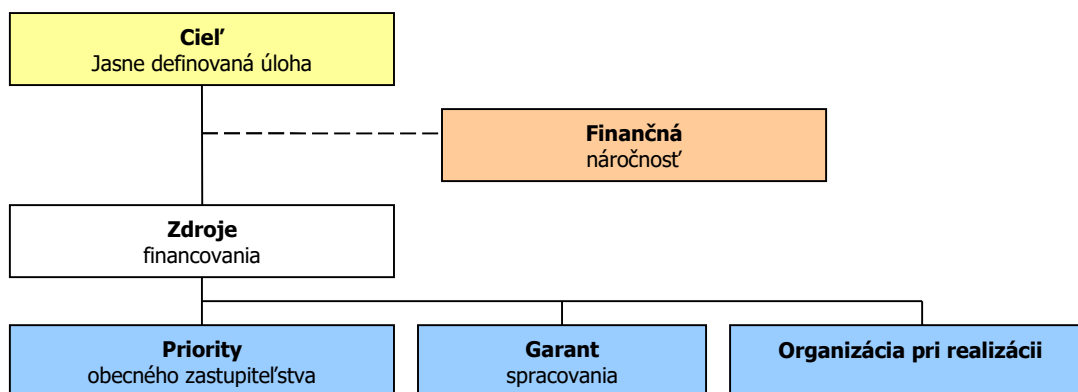 Cieľ
Jasne definovaná úloha
Finančná
náročnosť
Zdroje
financovania
Priority
obecného zastupiteľstva
Garant
spracovania
Organizácia pri realizácii